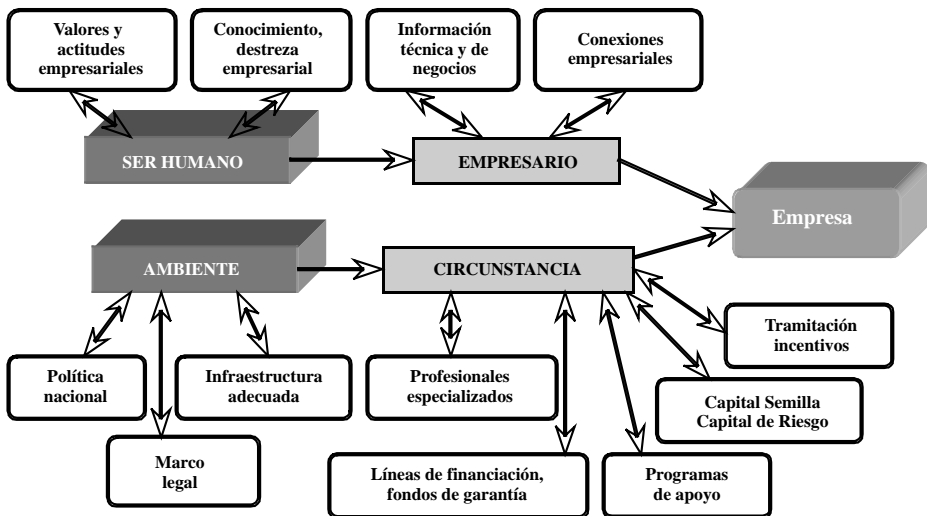 Valores y
actitudes
empresariales
Conocimiento,
destreza
empresarial
Información
técnica y de
negocios
Conexiones
empresariales
SER HUMANO
EMPRESARIO
Empresa
AMBIENTE
CIRCUNSTANCIA
Tramitación
incentivos
Política
nacional
Infraestructura
adecuada
Profesionales
especializados
Capital Semilla
Capital de Riesgo
Marco
legal
Líneas de financiación,
fondos de garantía
Programas
de apoyo